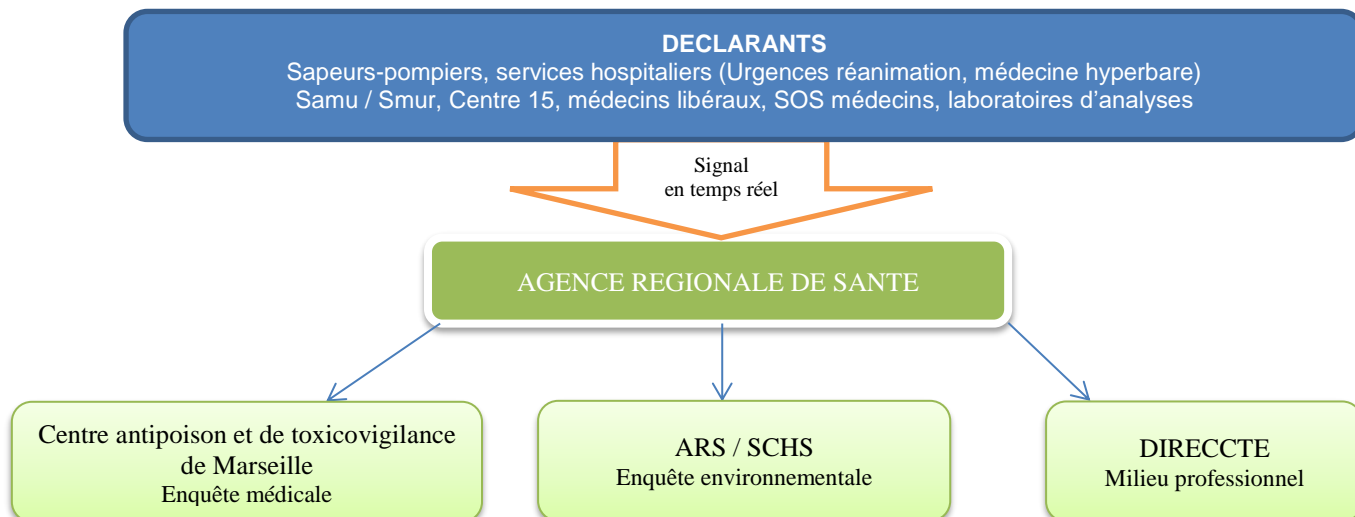 DECLARANTS
Sapeurs-pompiers, services hospitaliers (Urgences réanimation, médecine hyperbare)
Samu / Smur, Centre 15, médecins libéraux, SOS médecins, laboratoires d'analyses
Signal
en temps réel
AGENCE REGIONALE DE SANTE
Centre antipoison et de toxicovigilance
de Marseille
Enquête médicale
ARS / SCHS
Enquête environnementale
DIRECCTE
Milieu professionnel